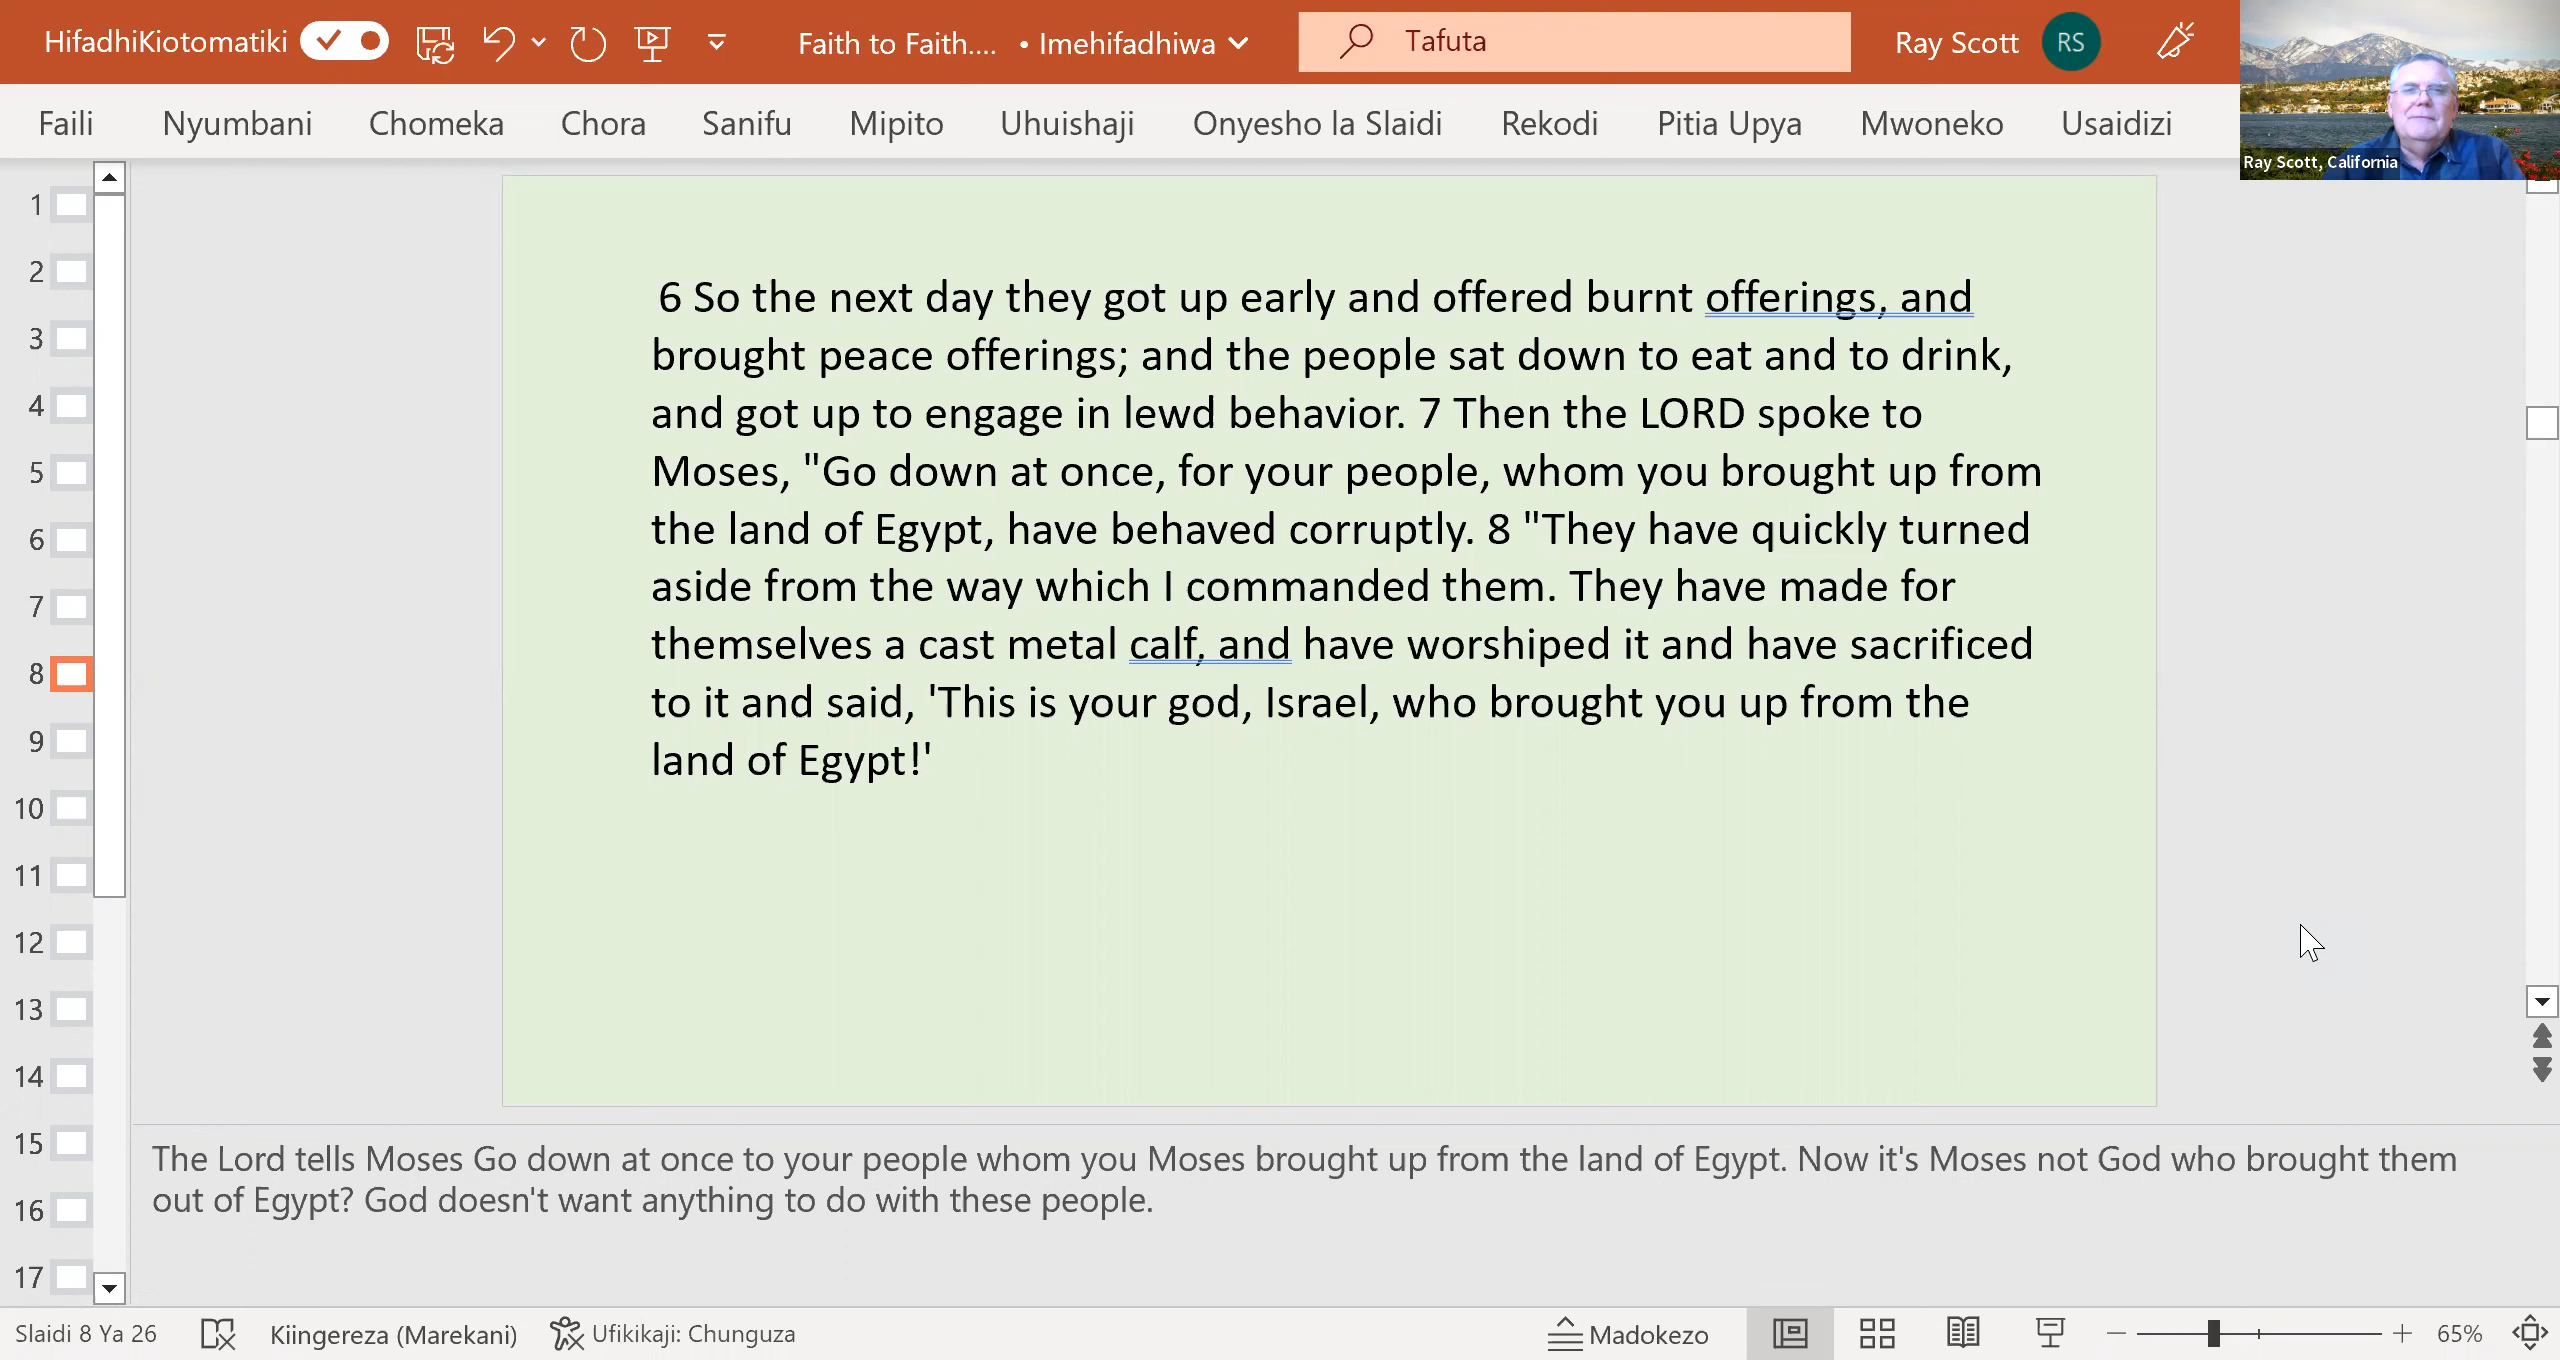 HifadhiKiotomatiki
Faith to Faith.... • Imehifadhiwa
Tafuta
Ray Scott
RS
Faili Nyumbani Chomeka Chora Sanifu Mipito Uhuishaji Onyesho la Slaidi Rekodi Pitia Upya Mwoneko Usaidizi
Ray Scott, California
1
2
3
4
5
6
7
8
9
10
11
12
13
14
15
16
17
6 So the next day they got up early and offered burnt offerings, and
brought peace offerings; and the people sat down to eat and to drink,
and got up to engage in lewd behavior. 7 Then the LORD spoke to
Moses, "Go down at once, for your people, whom you brought up from
the land of Egypt, have behaved corruptly. 8 "They have quickly turned
aside from the way which I commanded them. They have made for
themselves a cast metal calf, and have worshiped it and have sacrificed
to it and said, 'This is your god, Israel, who brought you up from the
land of Egypt!'
The Lord tells Moses Go down at once to your people whom you Moses brought up from the land of Egypt. Now it's Moses not God who brought them
out of Egypt? God doesn't want anything to do with these people.
Slaidi 8 Ya 26
Kiingereza (Marekani)
Ufikikaji: Chunguza
Madokezo
65%